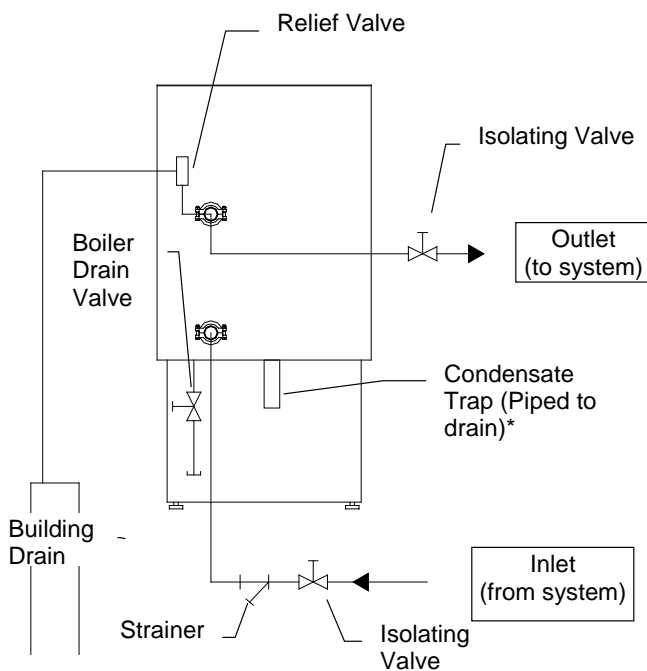 Relief Valve
Isolating Valve
Outlet
(to system)
Boiler
Drain
Valve
Condensate
Trap (Piped to
drain)*
Building
Drain
Inlet
(from system)
Strainer
Isolating
Valve